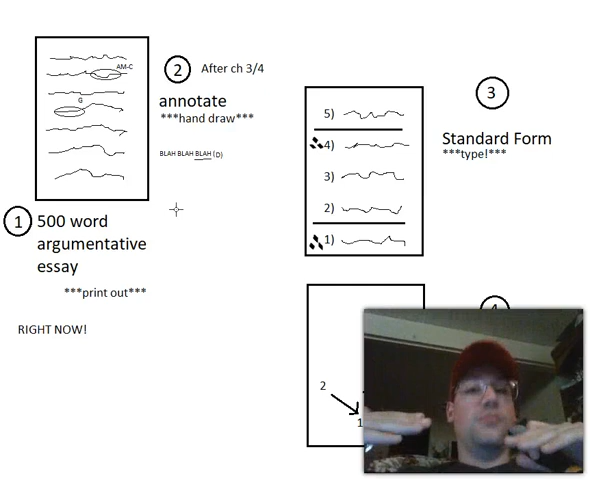 AM-C
G
2 After ch 3/4
annotate
***hand draw***
BLAH BLAH BLAH (D)
1 500 word
argumentative
essay
***print out***
RIGHT NOW!
5)
4)
3)
2)
1)
3
Standard Form
***type!***
2
1